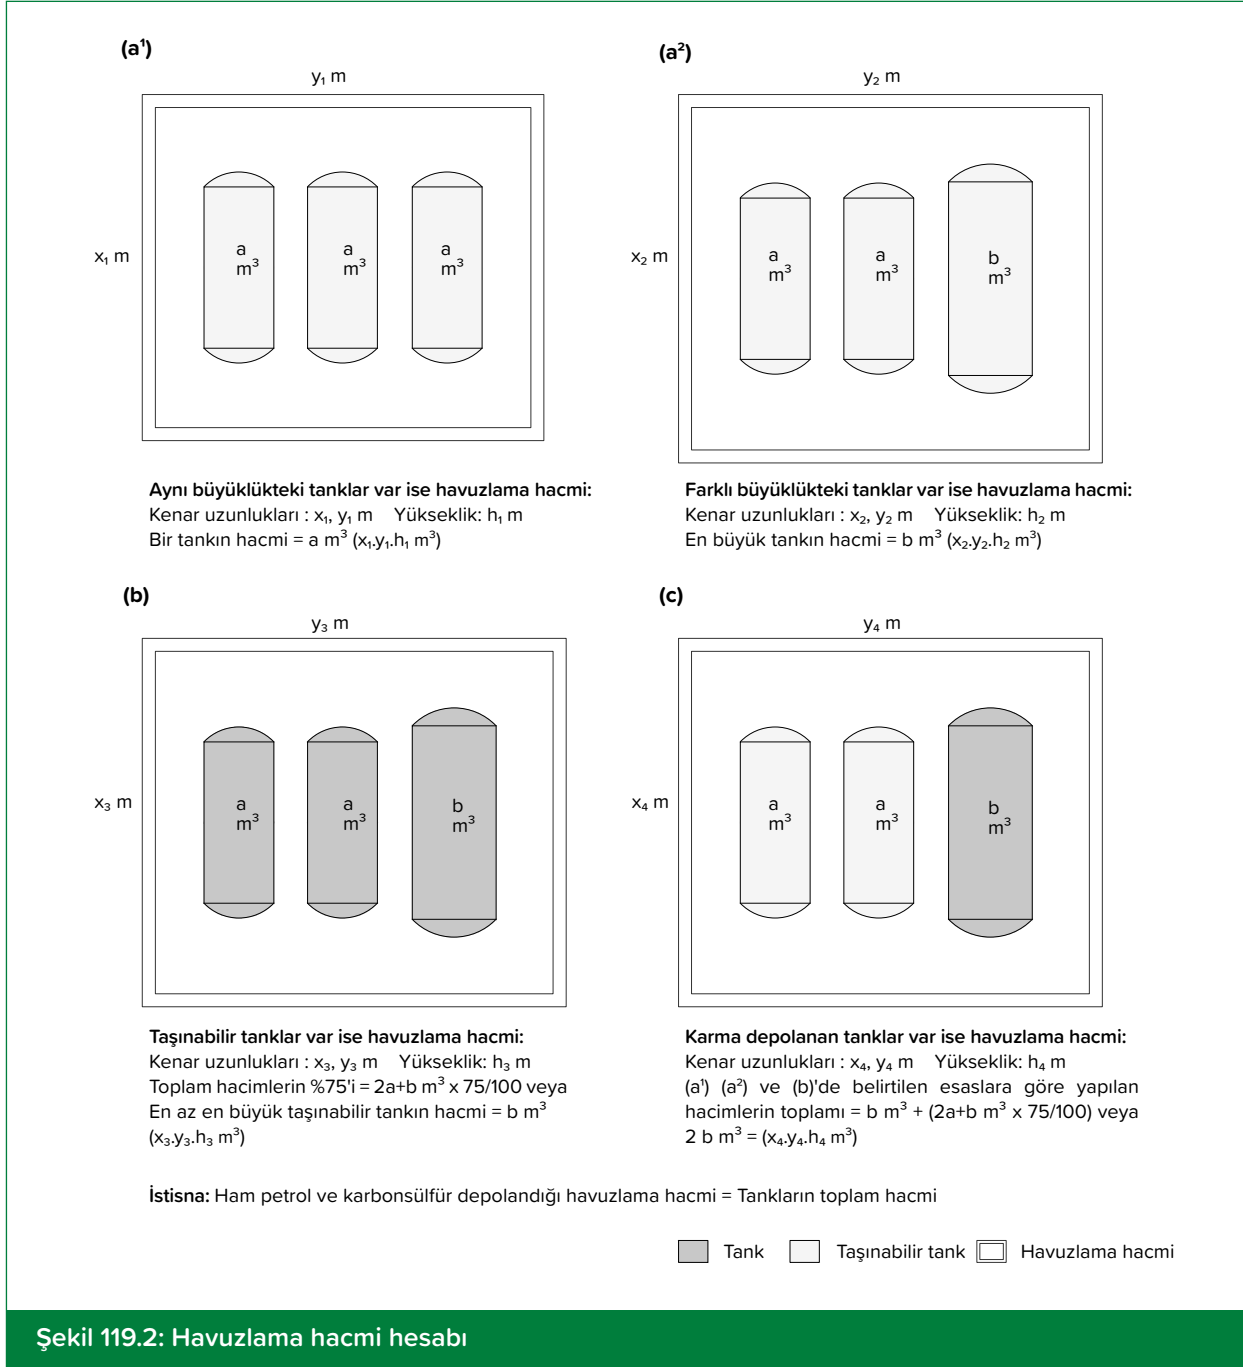 (a¹)
y₁ m
x₁ m
a
m³
a
m³
a
m³
Aynı büyüklükteki tanklar var ise havuzlama hacmi:
Kenar uzunlukları : x₁, y₁ m Yükseklik: h₁ m
Bir tankın hacmi = a m³ (x₁.y₁.h₁ m³)
(a²)
y₂ m
x₂ m
a
m³
a
m³
b
m³
Farklı büyüklükteki tanklar var ise havuzlama hacmi:
Kenar uzunlukları : x₂, y₂ m Yükseklik: h₂ m
En büyük tankın hacmi = b m³ (x₂.y₂.h₂ m³)
(b)
y₃ m
x₃ m
a
m³
a
m³
b
m³
Taşınabilir tanklar var ise havuzlama hacmi:
Kenar uzunlukları : x₃, y₃ m Yükseklik: h₃ m
Toplam hacimlerin %75'i = 2a+b m³ x 75/100 veya
En az en büyük taşınabilir tankın hacmi = b m³
(x₃.y₃.h₃ m³)
(c)
y₄ m
x₄ m
a
m³
a
m³
b
m³
Karma depolanan tanklar var ise havuzlama hacmi:
Kenar uzunlukları : x₄, y₄ m Yükseklik: h₄ m
(a¹) (a²) ve (b)'de belirtilen esaslara göre yapılan
hacimlerin toplamı = b m³ + (2a+b m³ x 75/100) veya
2 b m³ = (x₄.y₄.h₄ m³)
İstisna: Ham petrol ve karbonsülfür depolandığı havuzlama hacmi = Tankların toplam hacmi
Tank Taşınabilir tank Havuzlama hacmi
Şekil 119.2: Havuzlama hacmi hesabı